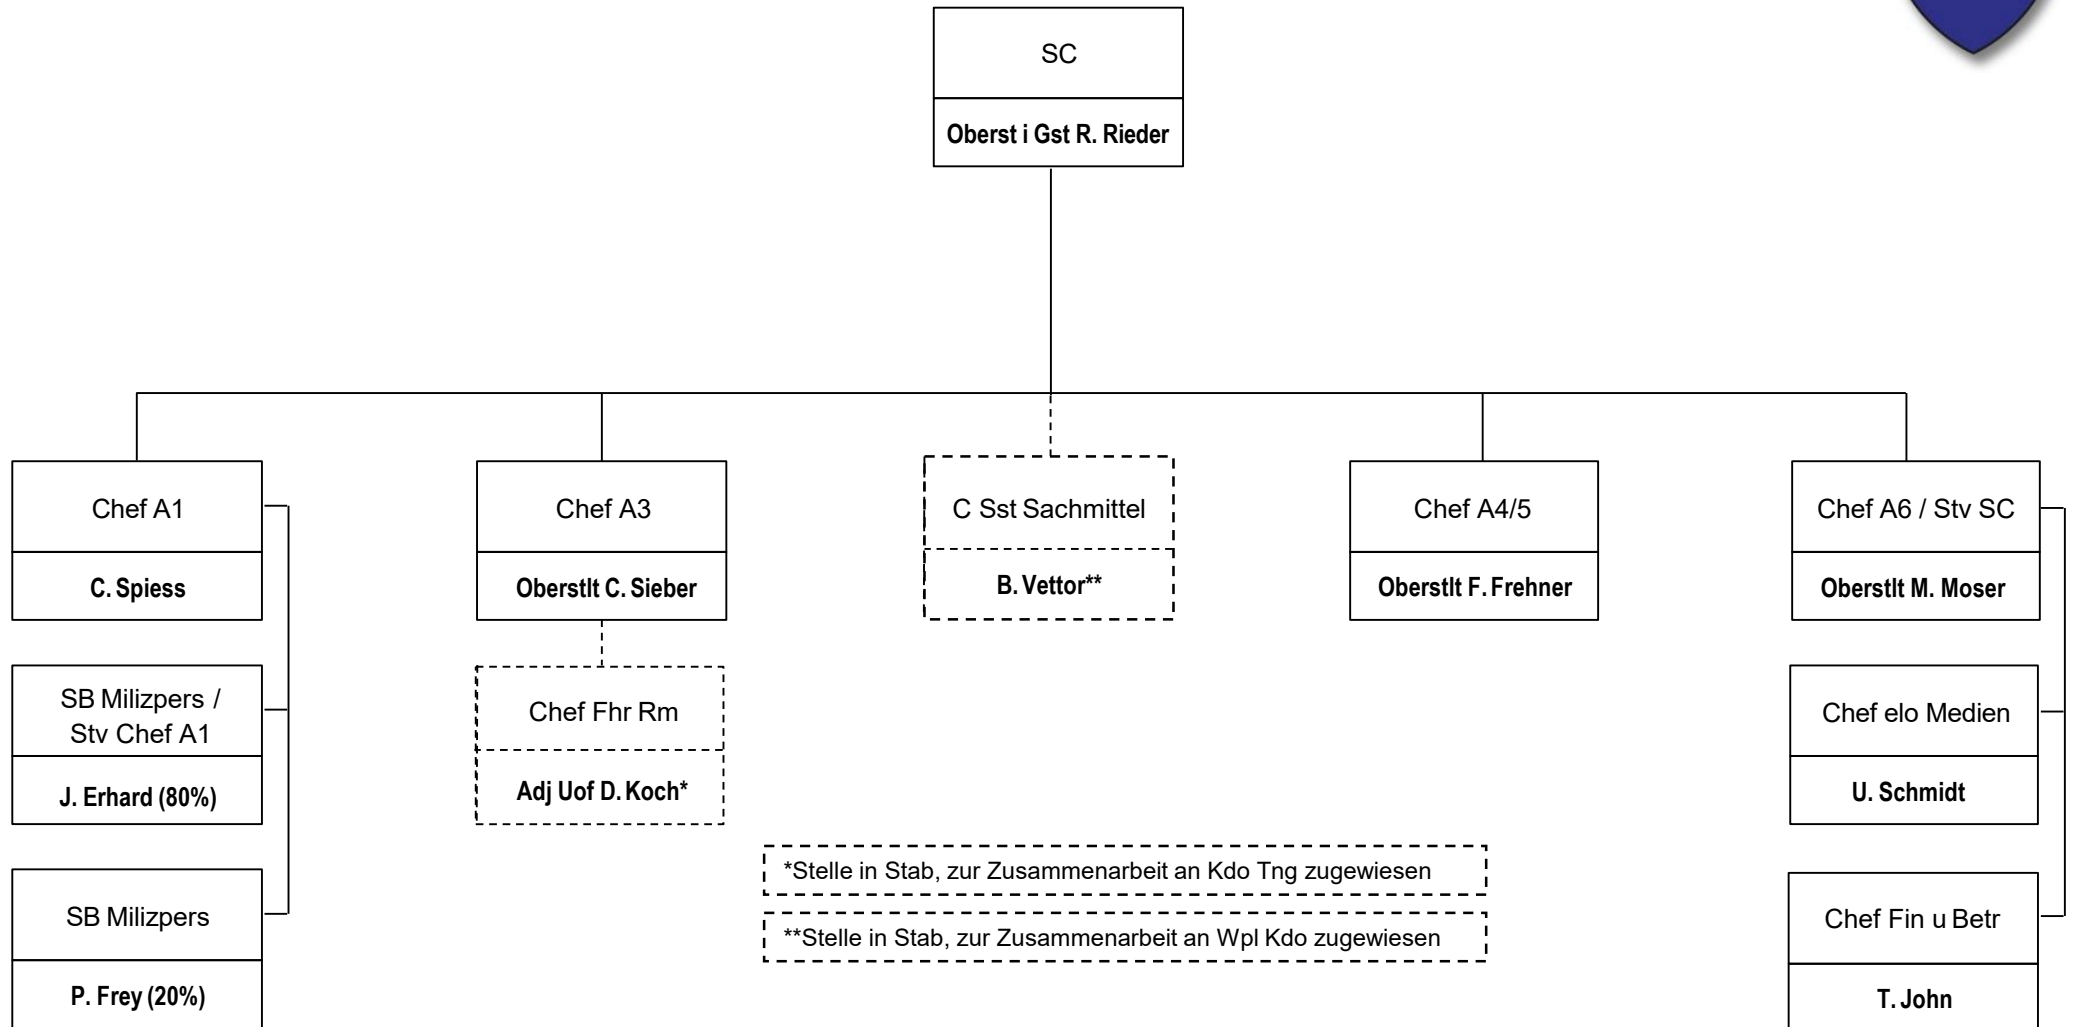 SC
Oberst i Gst R. Rieder
Chef A1
C. Spiess
SB Milizpers /
Stv Chef A1
J. Erhard (80%)
SB Milizpers
P. Frey (20%)
Chef A3
Oberstlt C. Sieber
Chef Fhr Rm
Adj Uof D. Koch*
C Sst Sachmittel
B. Vettor**
Chef A4/5
Oberstlt F. Frehner
Chef A6 / Stv SC
Oberstlt M. Moser
Chef elo Medien
U. Schmidt
Chef Fin u Betr
T. John
*Stelle in Stab, zur Zusammenarbeit an Kdo Tng zugewiesen
**Stelle in Stab, zur Zusammenarbeit an Wpl Kdo zugewiesen